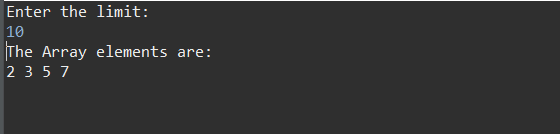 Enter the limit:
10
The Array elements are:
2 3 5 7